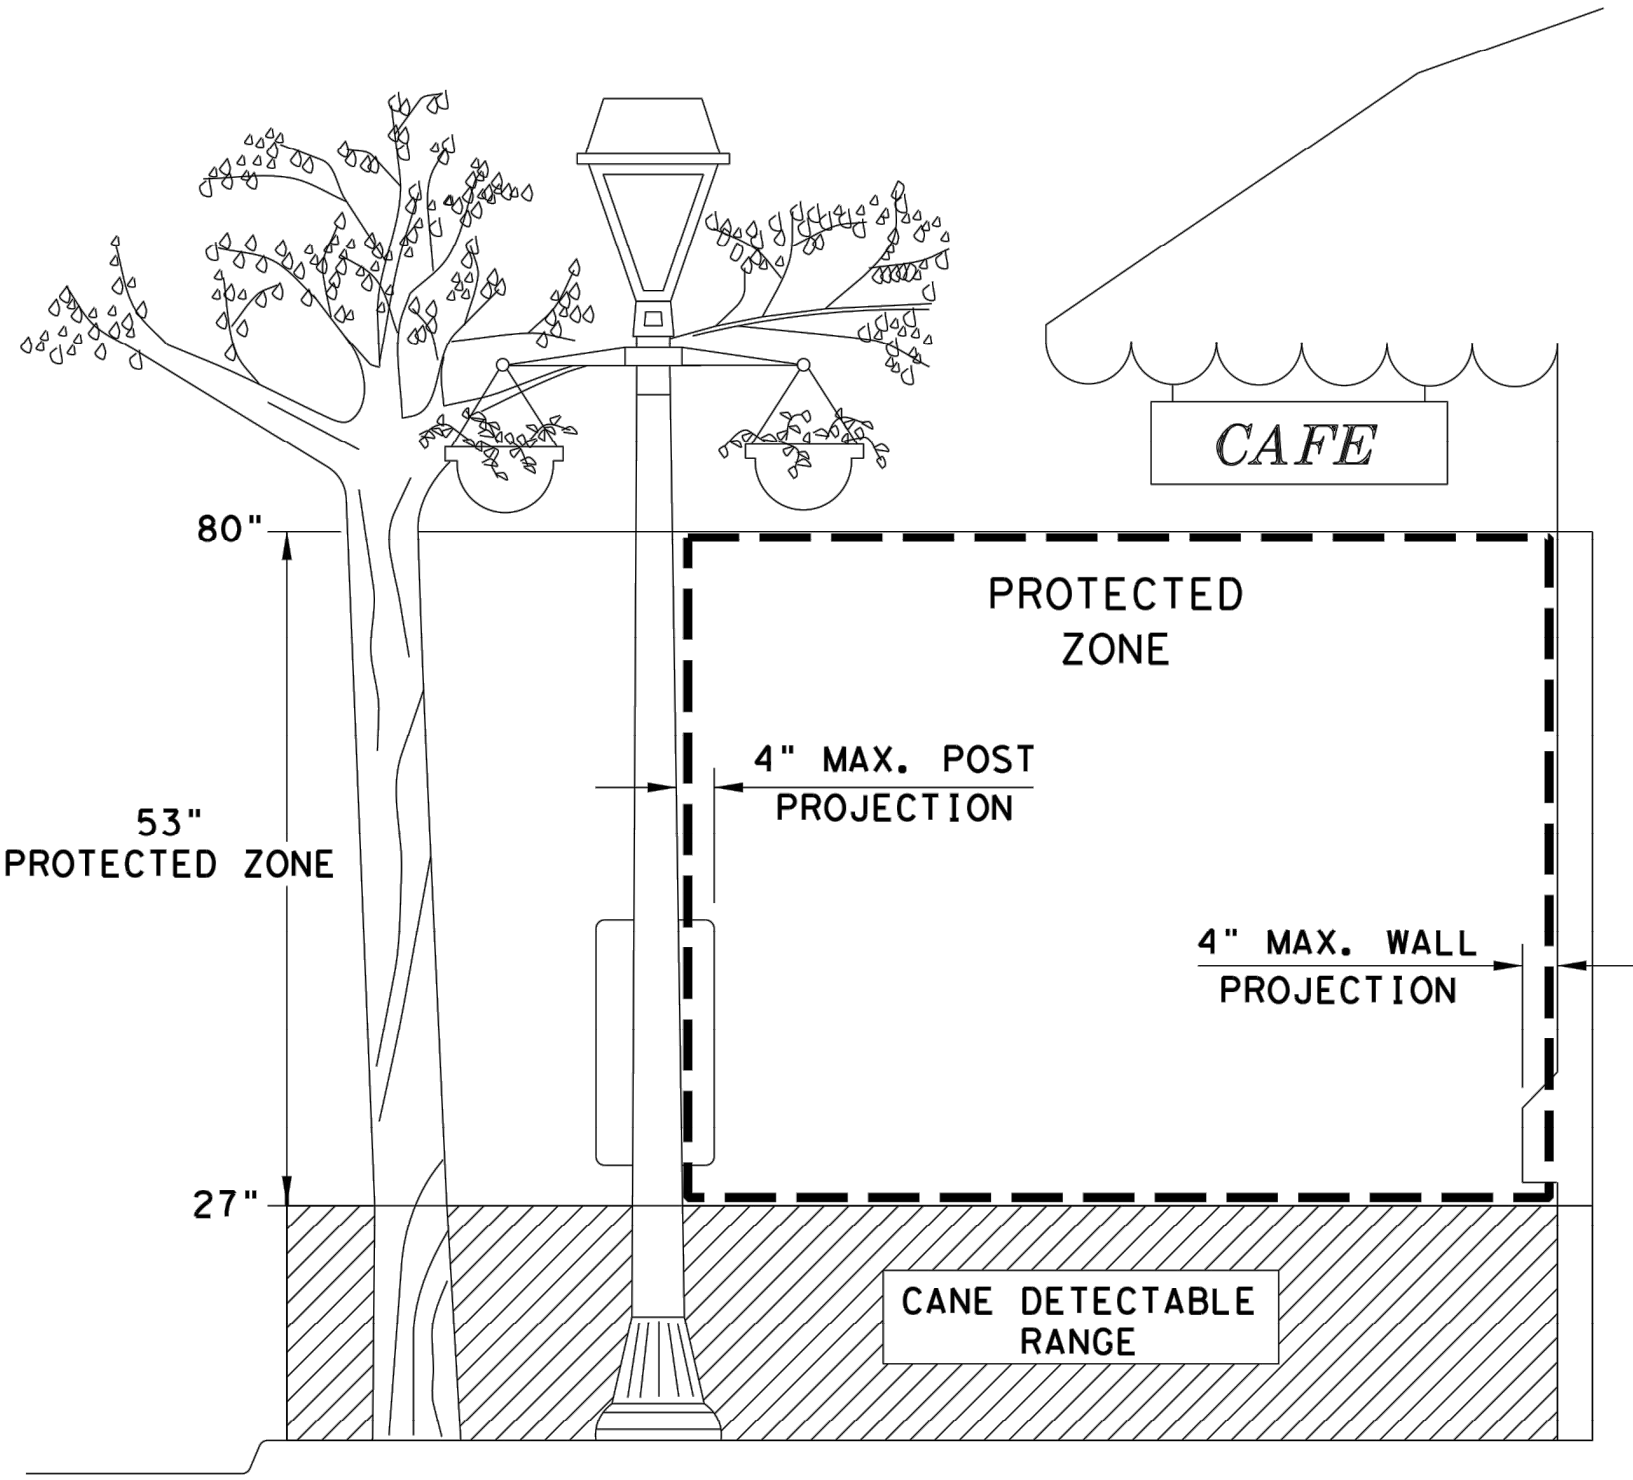 CAFE
80"
PROTECTED
ZONE
4" MAX. POST
PROJECTION
53"
PROTECTED ZONE
4" MAX. WALL
PROJECTION
27"
CANE DETECTABLE
RANGE